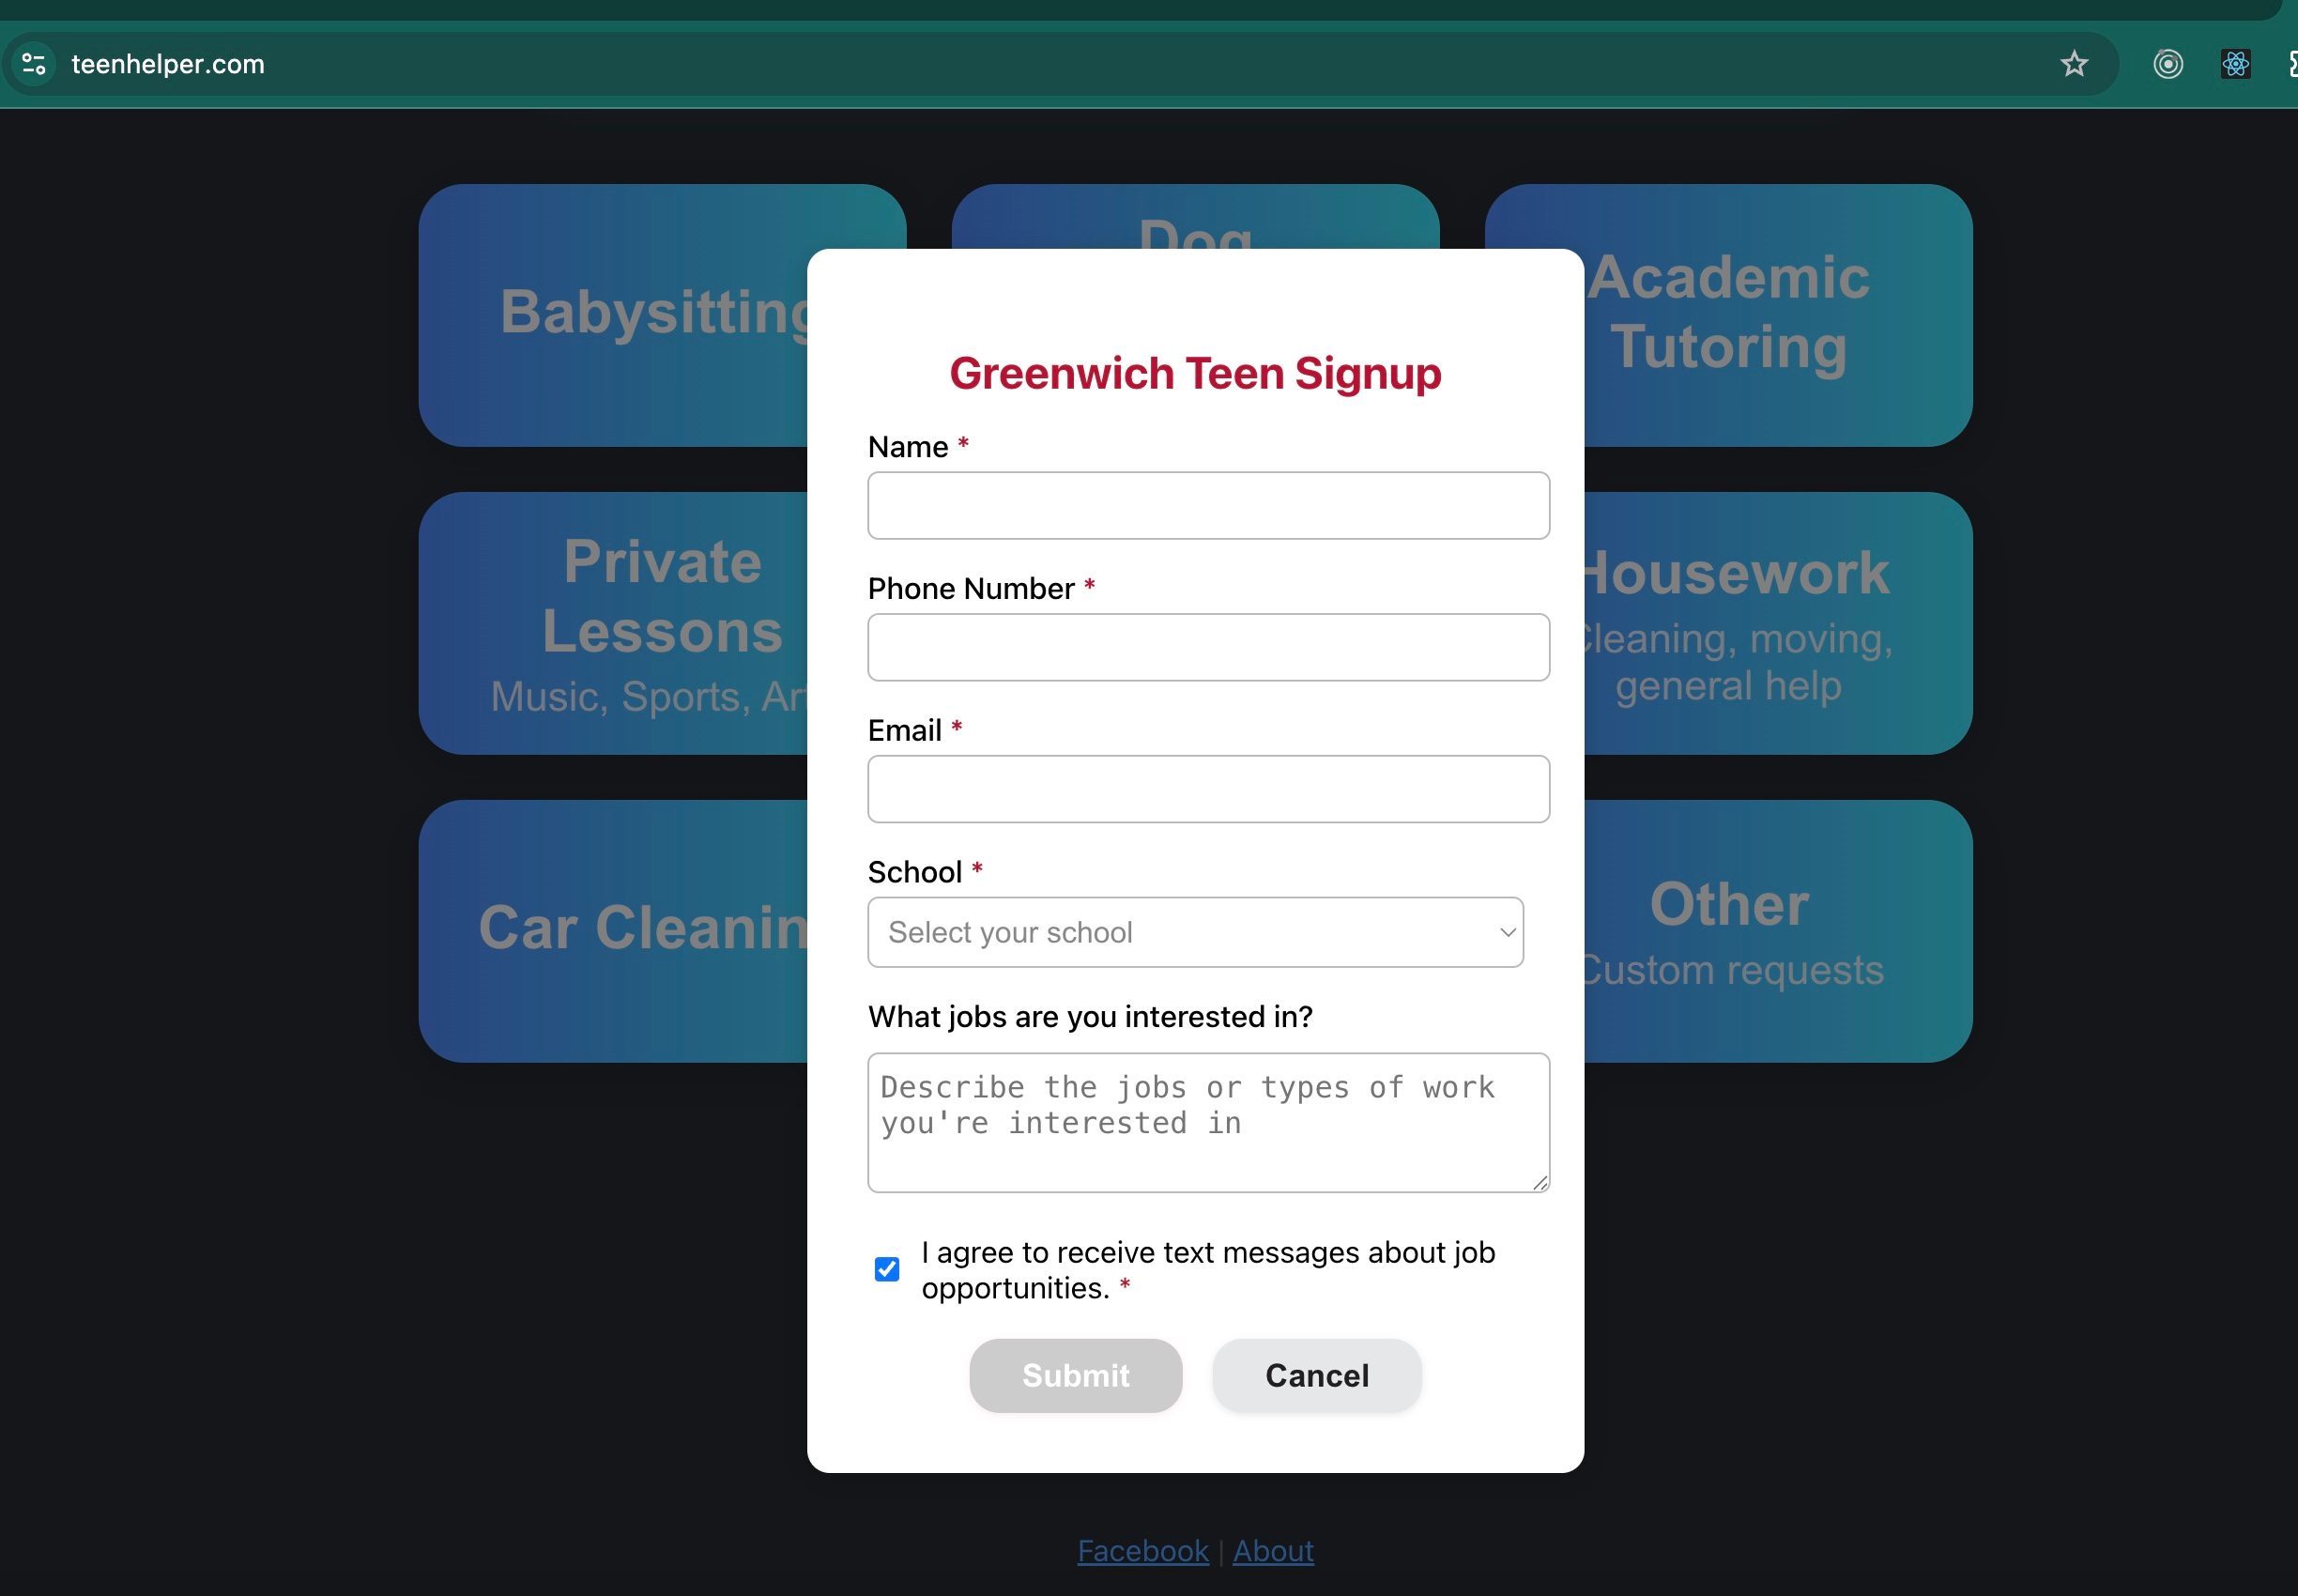 teenhelper.com
Babysitting
Dog
Academic
Tutoring
Greenwich Teen Signup
Name *
Phone Number *
Email *
School *
Select your school
What jobs are you interested in?
Describe the jobs or types of work
you're interested in
I agree to receive text messages about job
opportunities. *
Submit
Cancel
Private
Lessons
Music, Sports, Art
Housework
Cleaning, moving,
general help
Car Cleanin
Other
Custom requests
Facebook | About